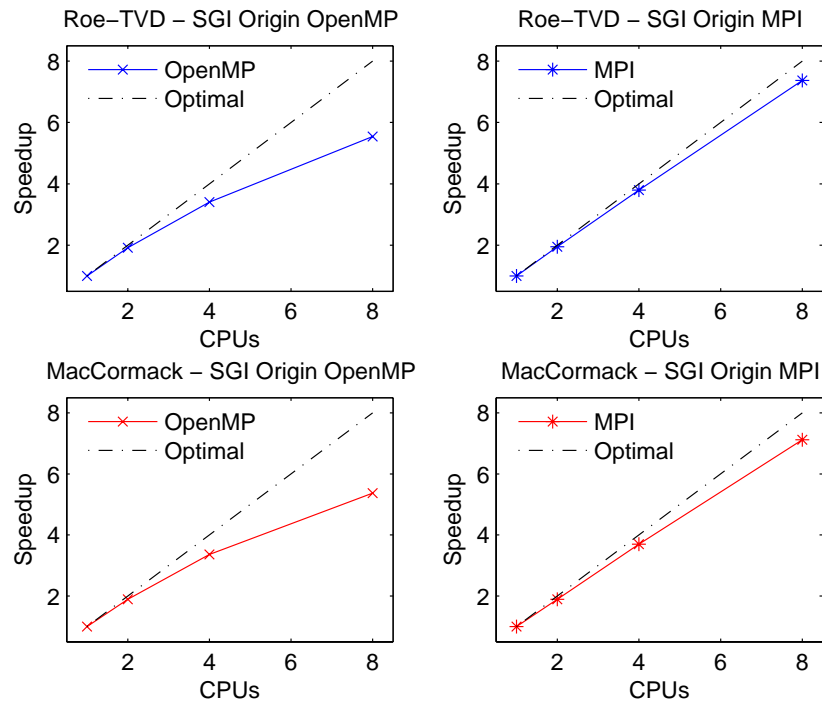 Roe−TVD − SGI Origin OpenMP
OpenMP
Optimal
8
6
4
2
Speedup
2 4 6 8
CPUs
Roe−TVD − SGI Origin MPI
MPI
Optimal
8
6
4
2
Speedup
2 4 6 8
CPUs
MacCormack − SGI Origin OpenMP
OpenMP
Optimal
8
6
4
2
Speedup
2 4 6 8
CPUs
MacCormack − SGI Origin MPI
MPI
Optimal
8
6
4
2
Speedup
2 4 6 8
CPUs